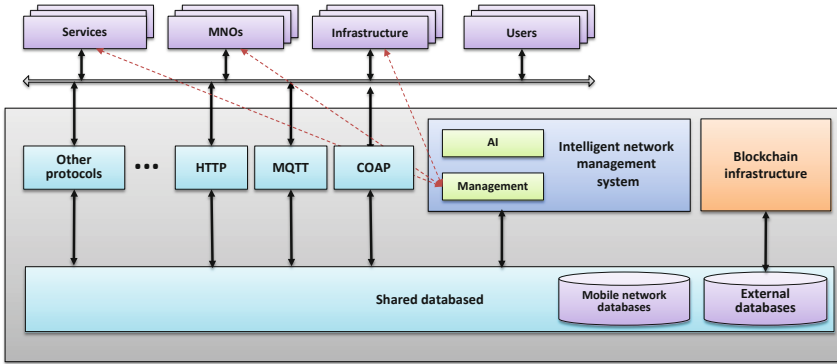 Services
MNOs
Infrastructure
Users
Other
protocols
...
HTTP
MQTT
COAP
AI
Management
Intelligent network
management
system
Blockchain
infrastructure
Shared databased
Mobile network
databases
External
databases